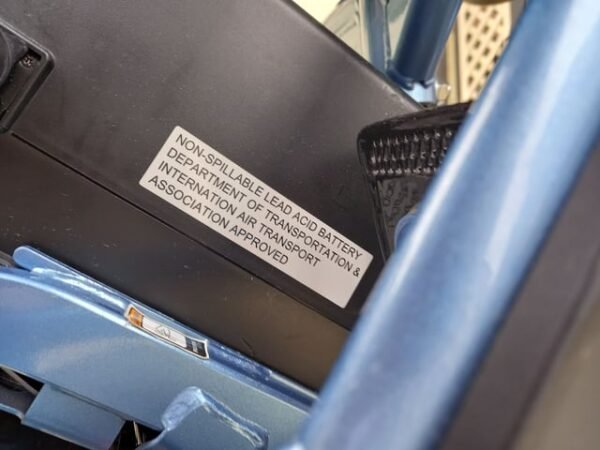 NON-SPILLABLE LEAD ACID BATTERY
DEPARTMENT OF TRANSPORTATION &
INTERNATION AIR TRANSPORT
ASSOCIATION APPROVED